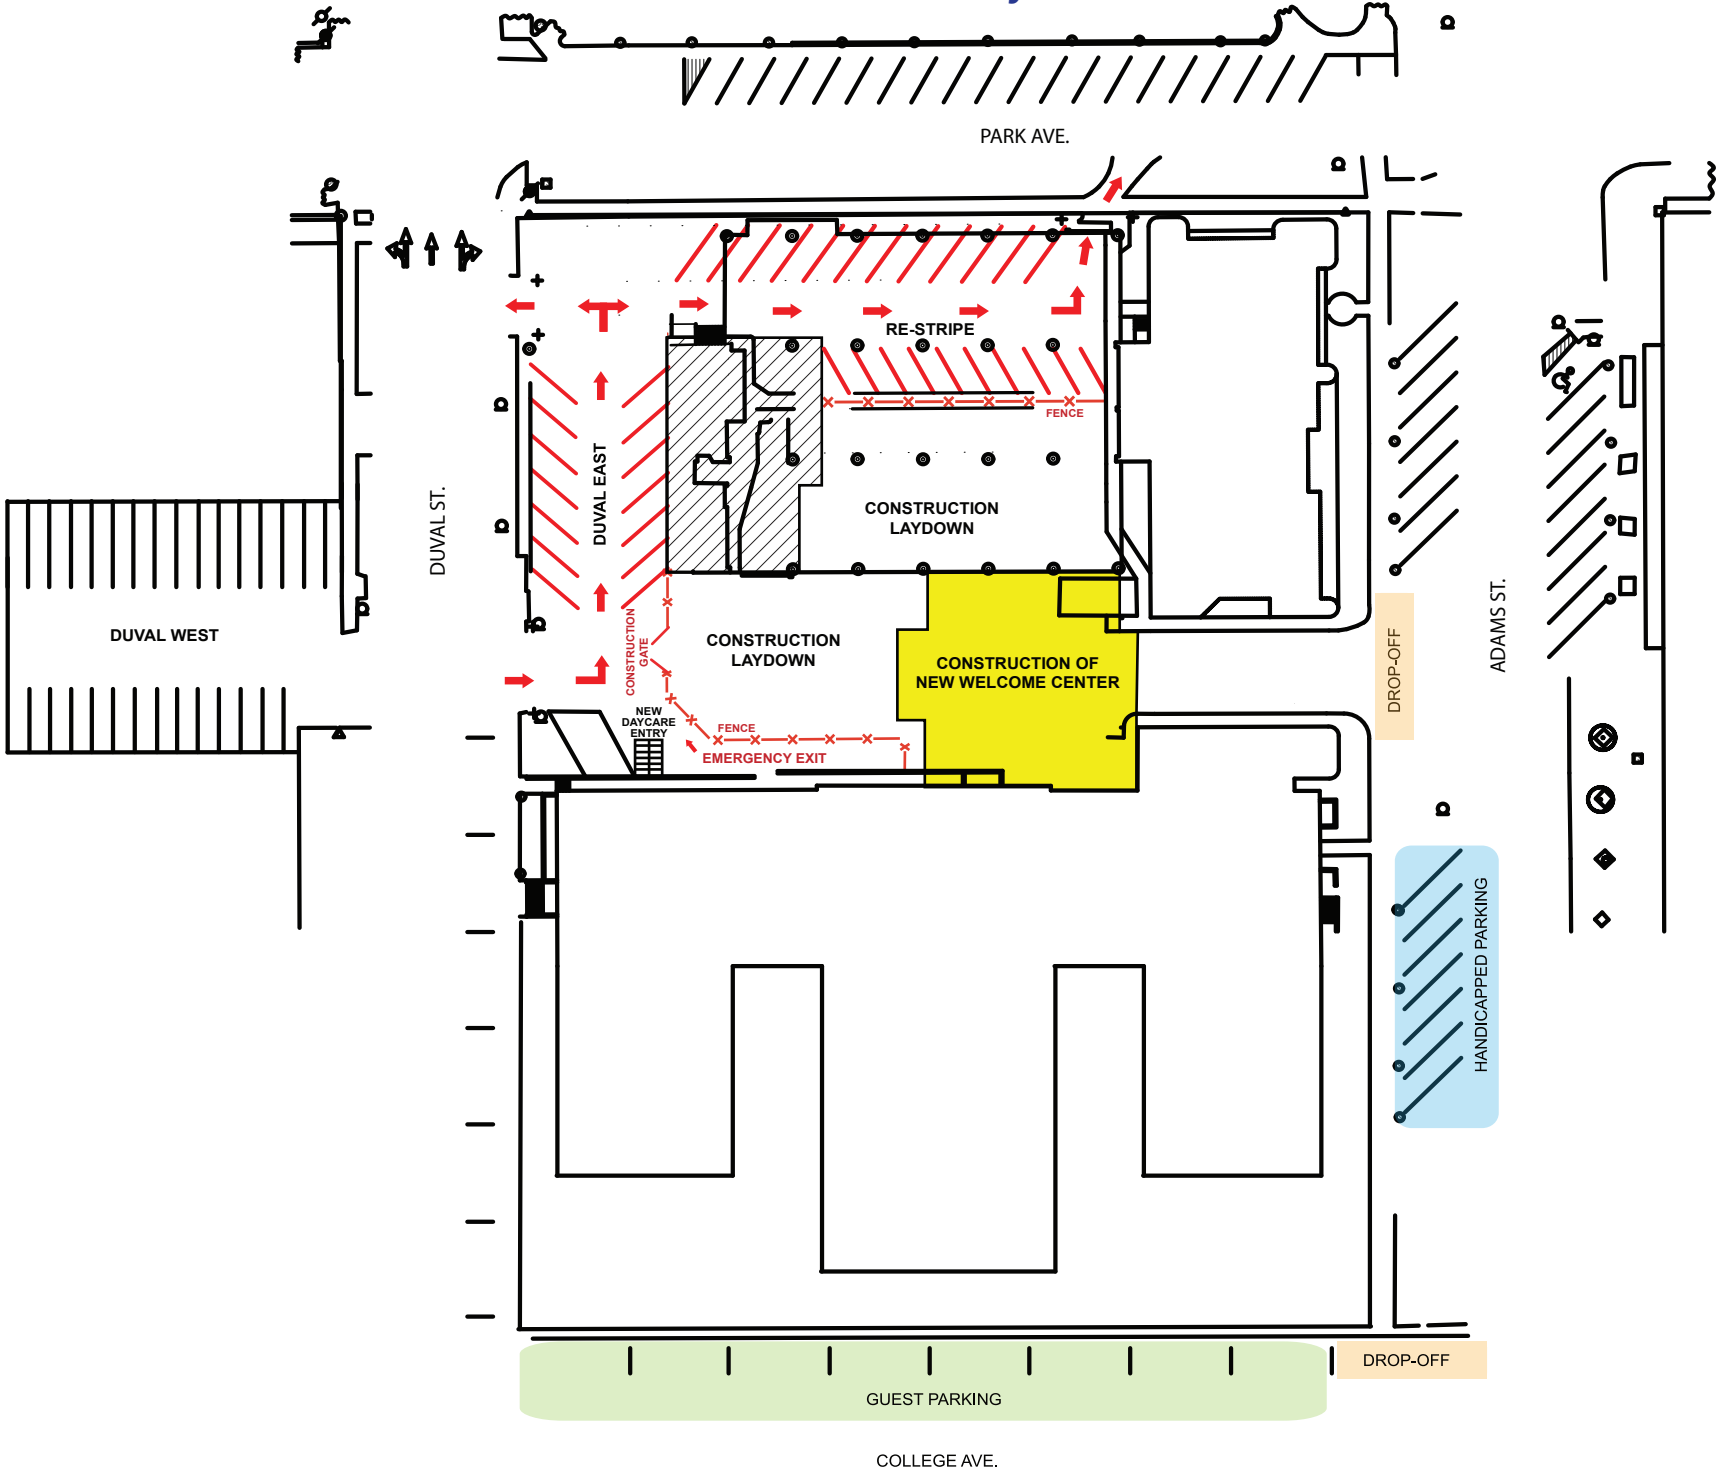 PARK AVE.
RE-STRIPE
FENCE
DUVAL EAST
DUVAL ST.
CONSTRUCTION
LAYDOWN
DUVAL WEST
CONSTRUCTION
GATE
CONSTRUCTION
LAYDOWN
CONSTRUCTION OF
NEW WELCOME CENTER
DROP-OFF
ADAMS ST.
NEW
DAYCARE
ENTRY
FENCE
EMERGENCY EXIT
HANDICAPPED PARKING
DROP-OFF
GUEST PARKING
COLLEGE AVE.